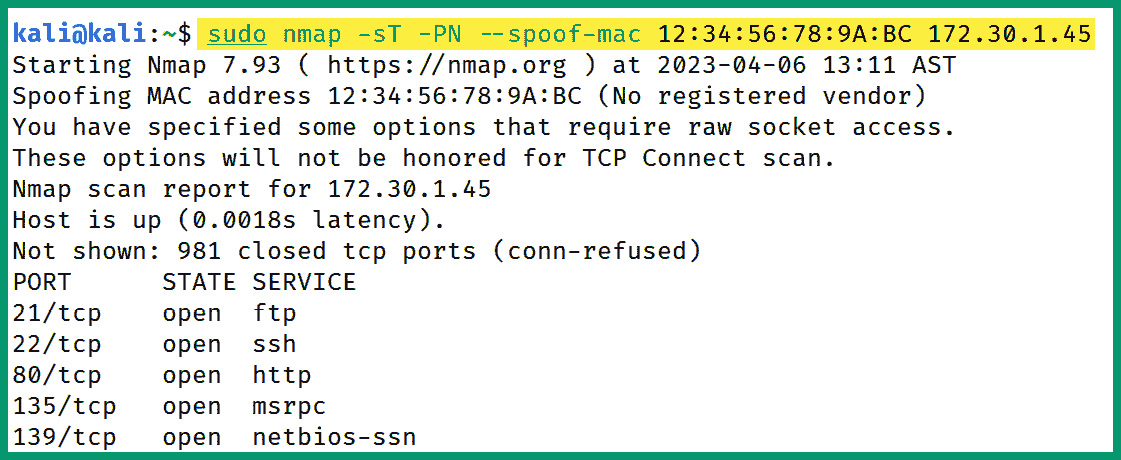 kali@kali:~$ sudo nmap -sT -PN --spoof-mac 12:34:56:78:9A:BC 172.30.1.45
Starting Nmap 7.93 ( https://nmap.org ) at 2023-04-06 13:11 AST
Spoofing MAC address 12:34:56:78:9A:BC (No registered vendor)
You have specified some options that require raw socket access.
These options will not be honored for TCP Connect scan.
Nmap scan report for 172.30.1.45
Host is up (0.0018s latency).
Not shown: 981 closed tcp ports (conn-refused)
PORT    STATE SERVICE
21/tcp  open  ftp
22/tcp  open  ssh
80/tcp  open  http
135/tcp open  msrpc
139/tcp open  netbios-ssn